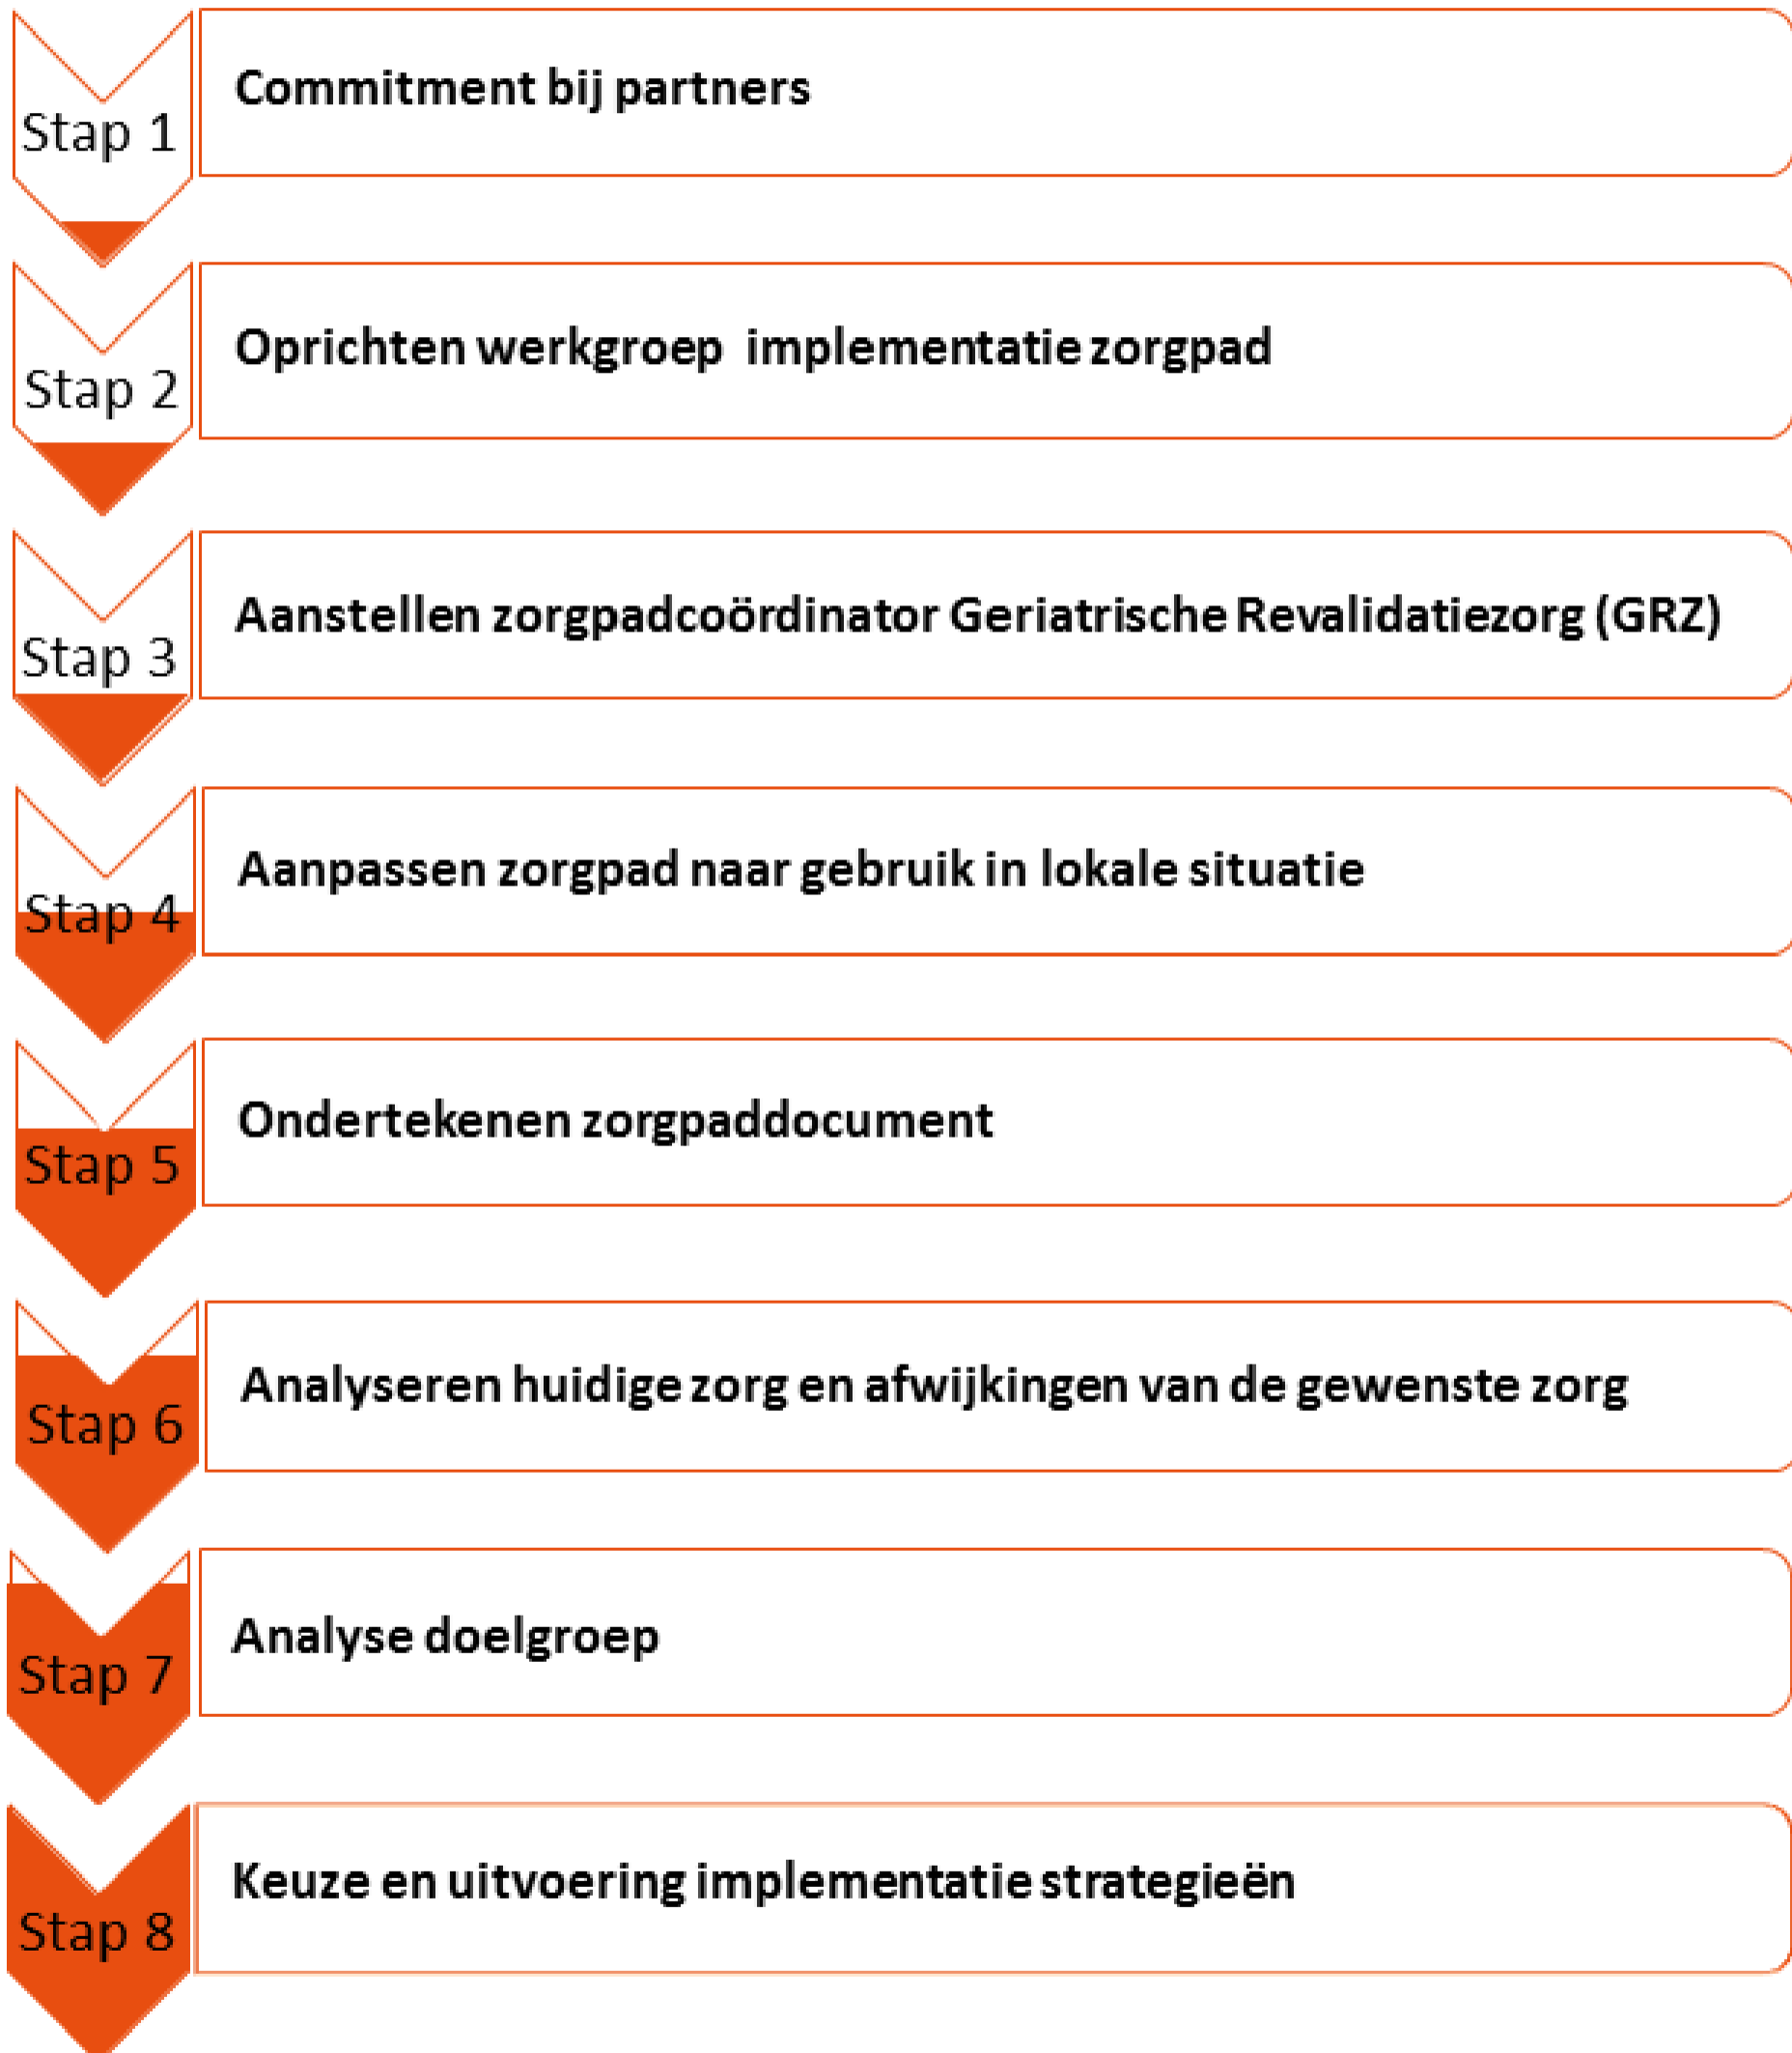 Stap 1
Commitment bij partners
Stap 2
Oprichten werkgroep implementatie zorgpad
Stap 3
Aanstellen zorgpadcoördinator Geriatrische Revalidatiezorg (GRZ)
Stap 4
Aanpassen zorgpad naar gebruik in lokale situatie
Stap 5
Ondertekenen zorgpaddocument
Stap 6
Analyseren huidige zorg en afwijkingen van de gewenste zorg
Stap 7
Analyse doelgroep
Stap 8
Keuze en uitvoering implementatie strategieën